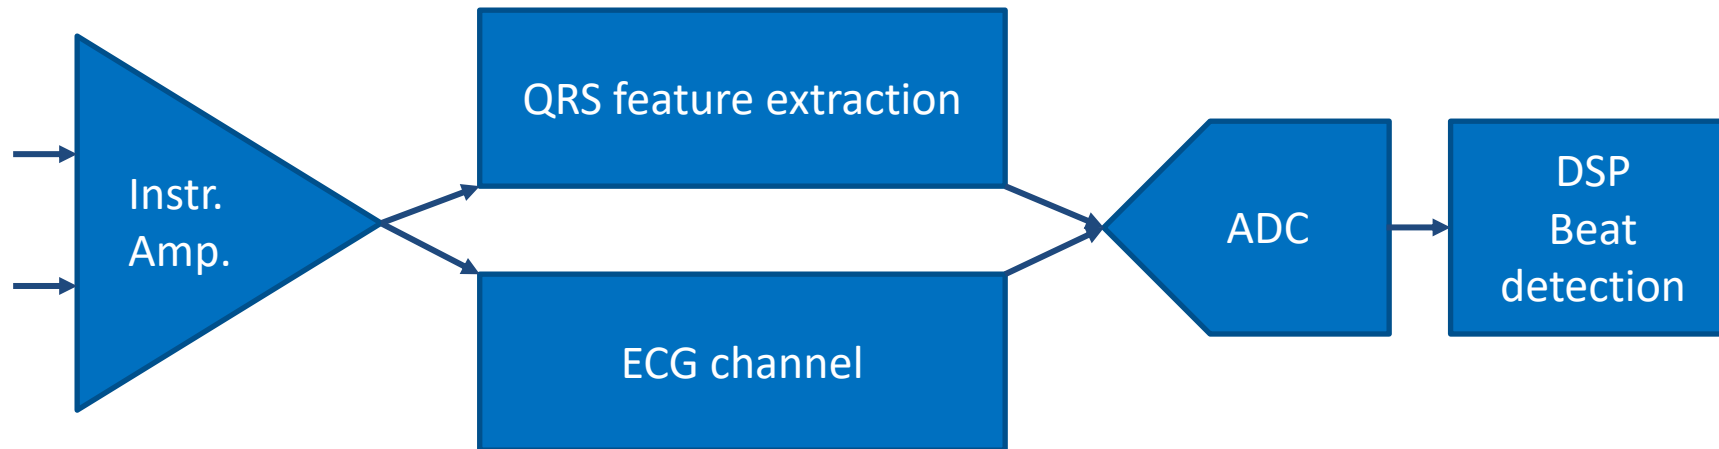 Instr.
Amp.
QRS feature extraction
ECG channel
ADC
DSP
Beat
detection